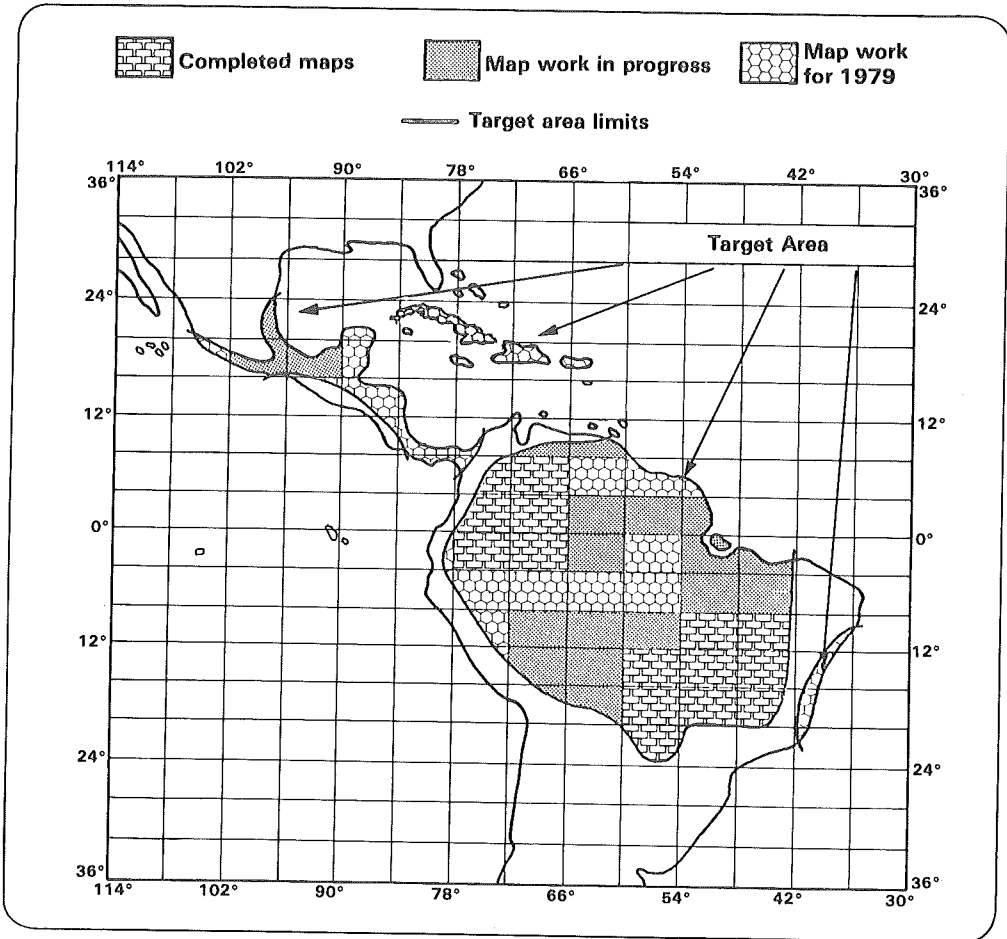 Completed maps
Map work in progress
Map work
for 1979
Target area limits
114° 102° 90° 78° 66° 54° 42° 30°
36° 36°
Target Area
24° 24°
12° 12°
0° 0°
12° 12°
24° 24°
36° 36°
114° 102° 90° 78° 66° 54° 42° 30°